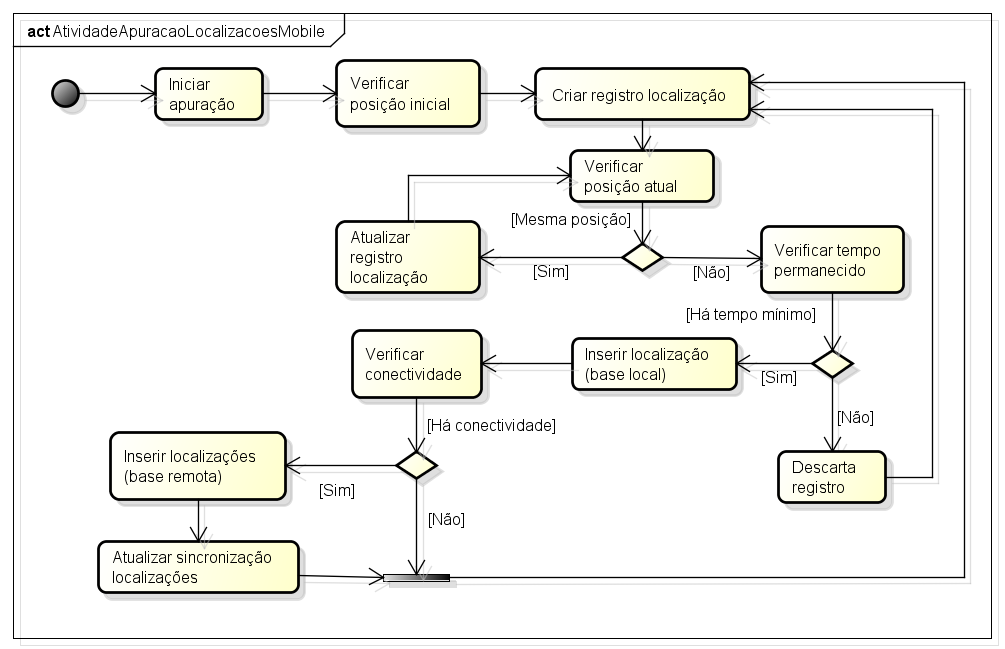 act AtividadeApuracaoLocalizacoesMobile
Iniciar
apuração
Verificar
posição inicial
Criar registro localização
Verificar
posição atual
[Mesma posição]
Atualizar
registro
localização
[Sim]
[Não]
Verificar tempo
permanecido
[Há tempo mínimo]
Verificar
conectividade
Inserir localização
(base local)
[Sim]
[Não]
[Há conectividade]
Inserir localizações
(base remota)
[Sim]
Descarta
registro
[Não]
Atualizar sincronização
localizações